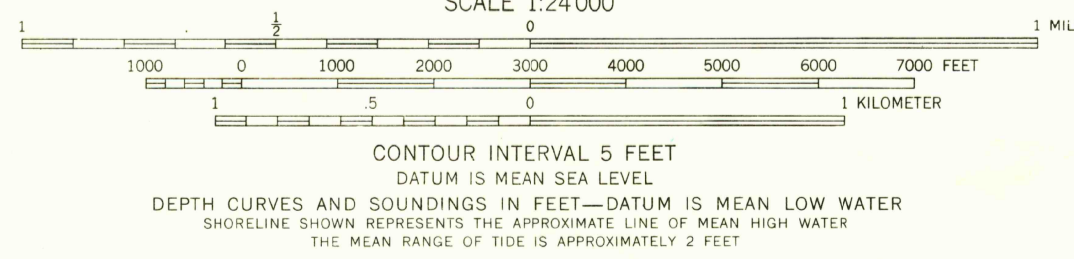 SCALE 1:24000
1 1/2 0 1
1000 0 1000 2000 3000 4000 5000 6000 7000 FEET
1 .5 0 1 KILOMETER
CONTOUR INTERVAL 5 FEET
DATUM IS MEAN SEA LEVEL
DEPTH CURVES AND SOUNDINGS IN FEET—DATUM IS MEAN LOW WATER
SHORELINE SHOWN REPRESENTS THE APPROXIMATE LINE OF MEAN HIGH WATER
THE MEAN RANGE OF TIDE IS APPROXIMATELY 2 FEET